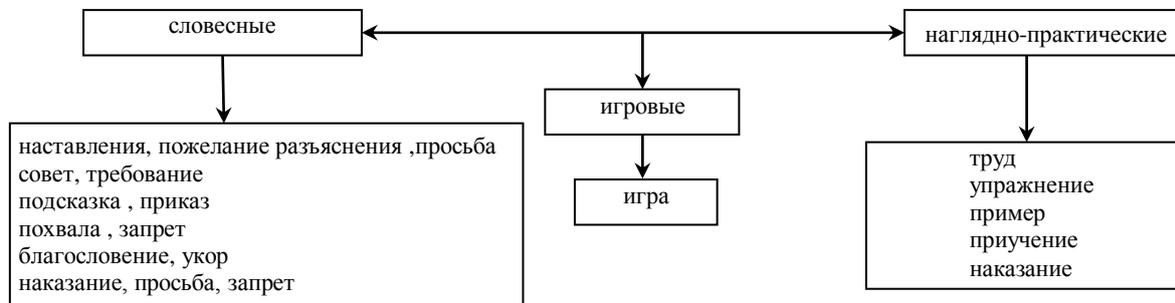 словесные
наглядно-практические
игровые
наставления, пожелание разъяснения ,просьба
совет, требование
подсказка , приказ
похвала , запрет
благословение, укор
наказание, просьба, запрет
игра
труд
упражнение
пример
приучение
наказание